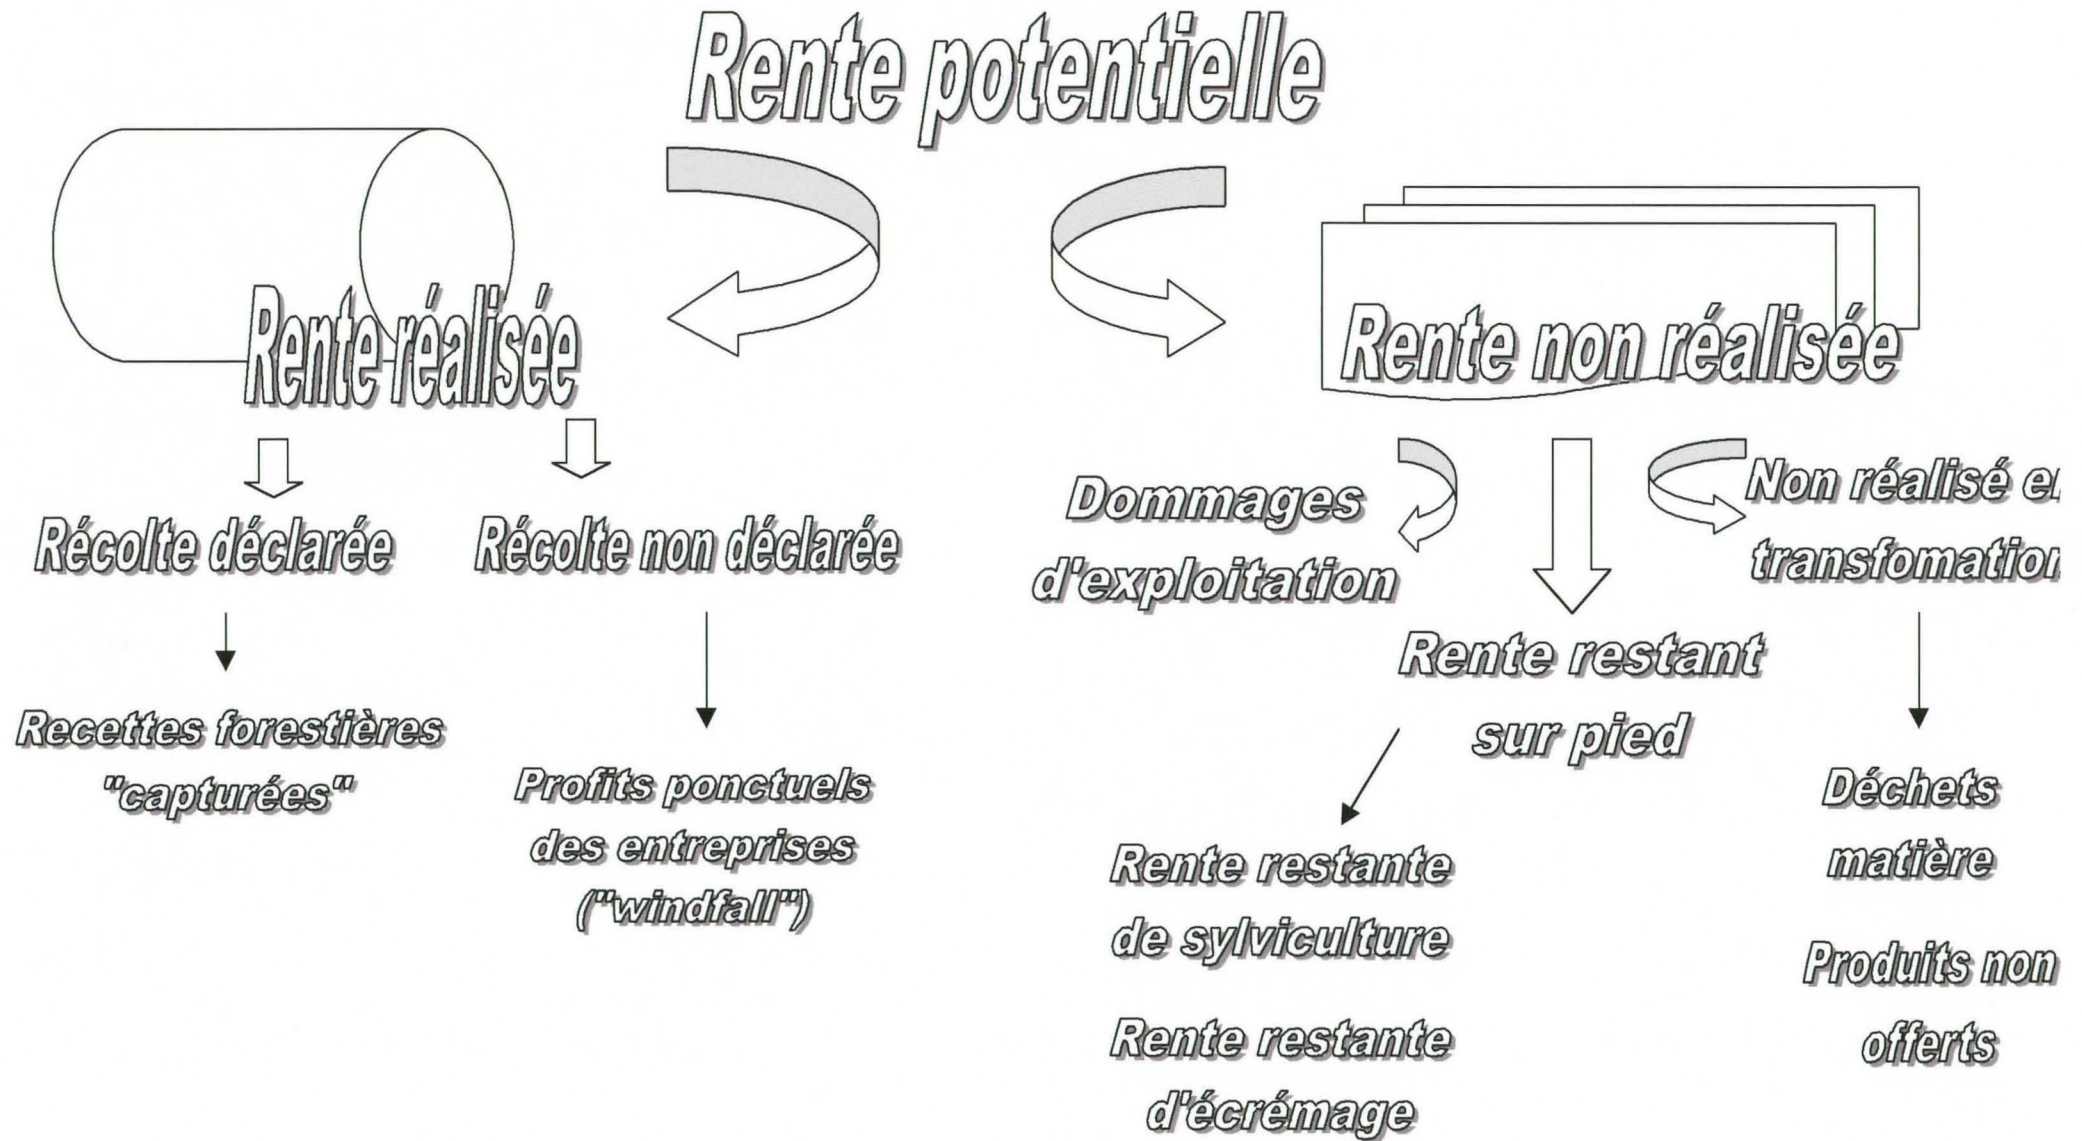 Rente potentielle
Rente réalisée
Rente non réalisée
Récolte déclarée
Récolte non déclarée
Dommages
d'exploitation
Non réalisé
transfomation
Recettes forestières
"capturées"
Profits ponctuels
des entreprises
("windfall")
Rente restant
sur pied
Rente restante
de sylviculture
Rente restante
d'écrémage
Déchets
matière
Produits non
offerts